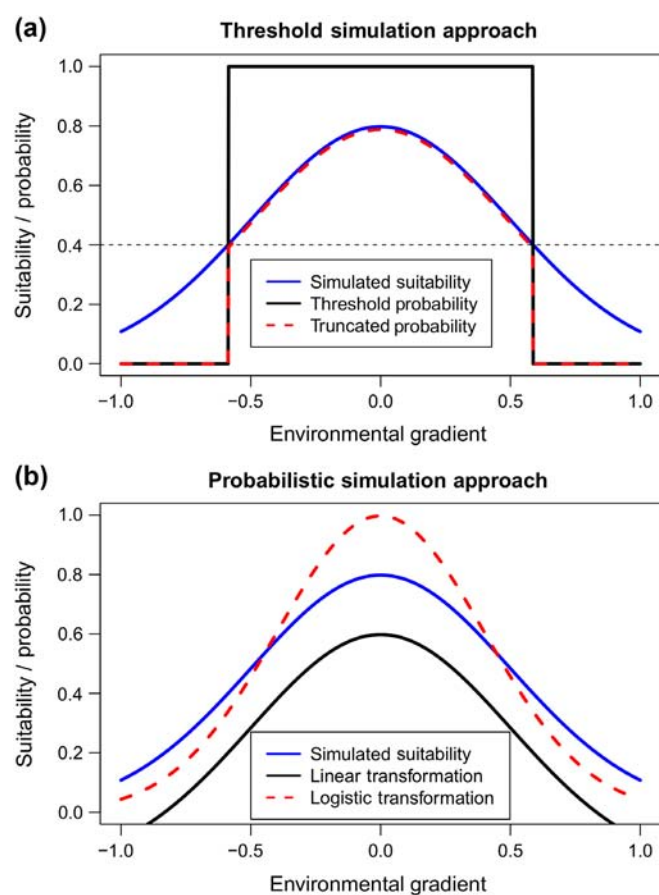 (a)
Threshold simulation approach
Suitability / probability
1.0
0.8
0.6
0.4
0.2
0.0
Simulated suitability
Threshold probability
Truncated probability
−1.0 −0.5 0.0 0.5 1.0
Environmental gradient
(b)
Probabilistic simulation approach
Suitability / probability
1.0
0.8
0.6
0.4
0.2
0.0
Simulated suitability
Linear transformation
Logistic transformation
−1.0 −0.5 0.0 0.5 1.0
Environmental gradient